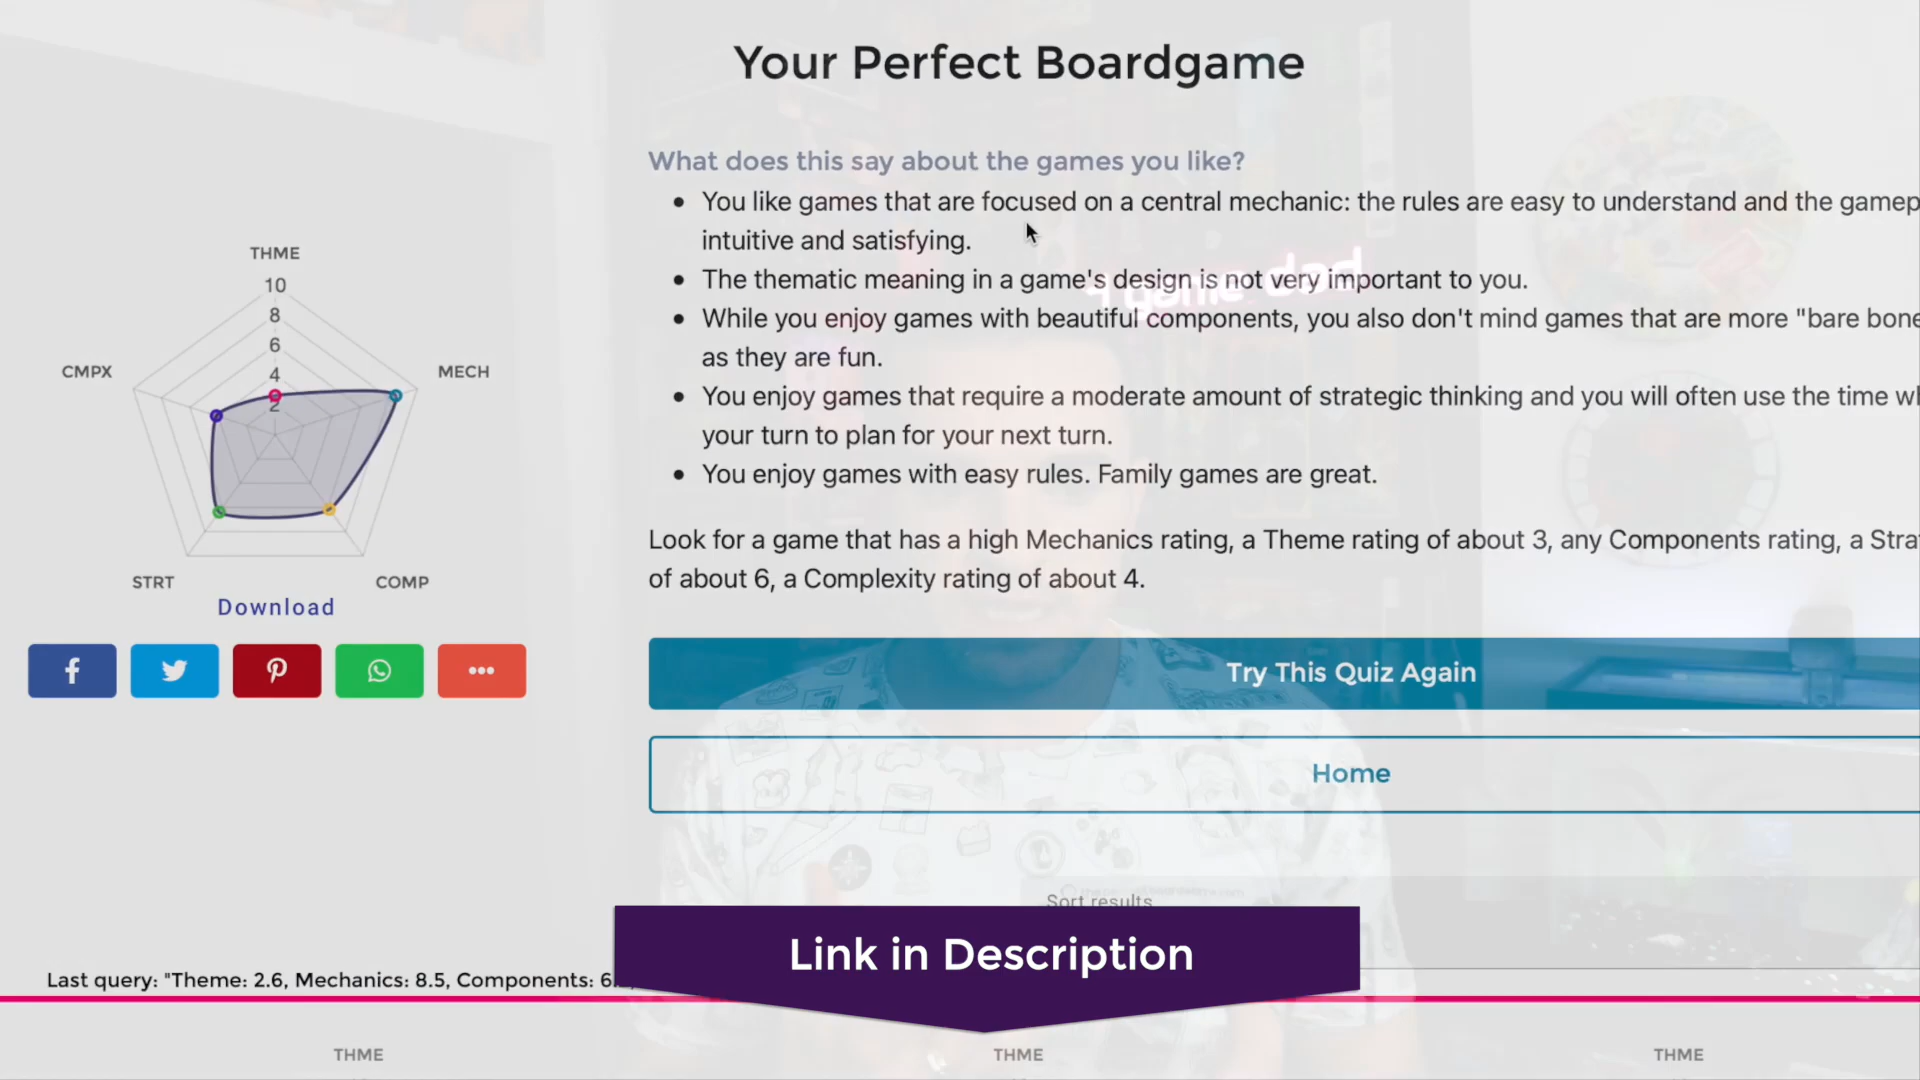 Your Perfect Boardgame
What does this say about the games you like?
You like games that are focused on a central mechanic: the rules are easy to understand and the gamep
intuitive and satisfying.
The thematic meaning in a game's design is not very important to you.
game dad
While you enjoy games with beautiful components, you also don't mind games that are more "bare bone
as they are fun.
You enjoy games that require a moderate amount of strategic thinking and you will often use the time wh
your turn to plan for your next turn.
You enjoy games with easy rules. Family games are great.
Look for a game that has a high Mechanics rating, a Theme rating of about 3, any Components rating, a Stra
of about 6, a Complexity rating of about 4.
THME
10
8
6
4
2
CMPX
MECH
STRT
COMP
Download
f
Try This Quiz Again
Home
Sort results
Link in Description
Last query: "Theme: 2.6, Mechanics: 8.5, Components: 6.
THME
THME
THME